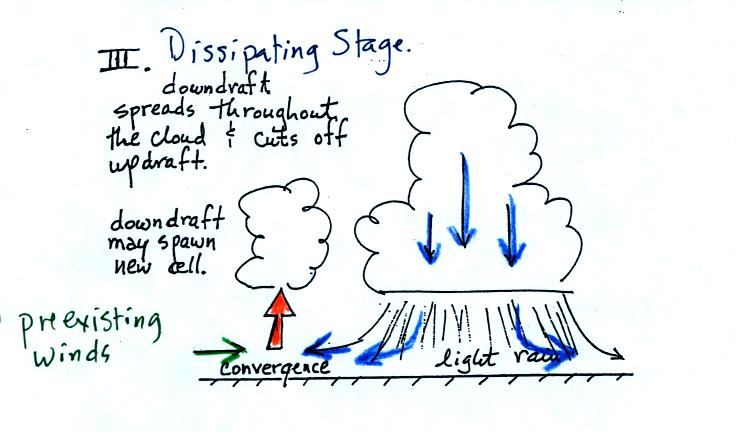 III. Dissipating Stage.
downdraft
spreads throughout
the cloud & cuts off
updraft.
downdraft
may spawn
new cell.
preexisting
winds
convergence
light rain